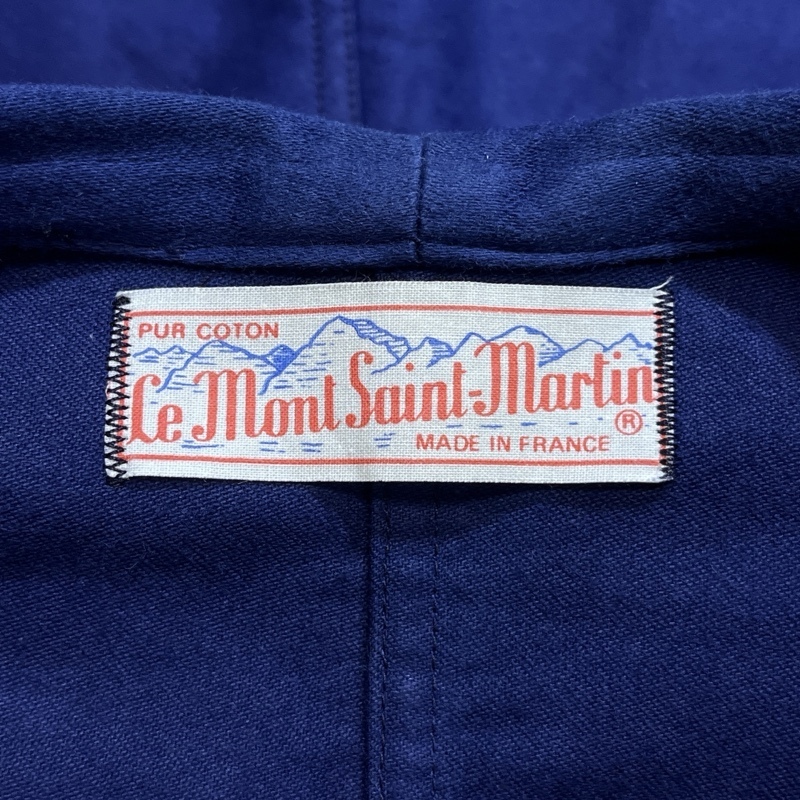 PUR COTON
Le Mont Saint-Martin
MADE IN FRANCE ®